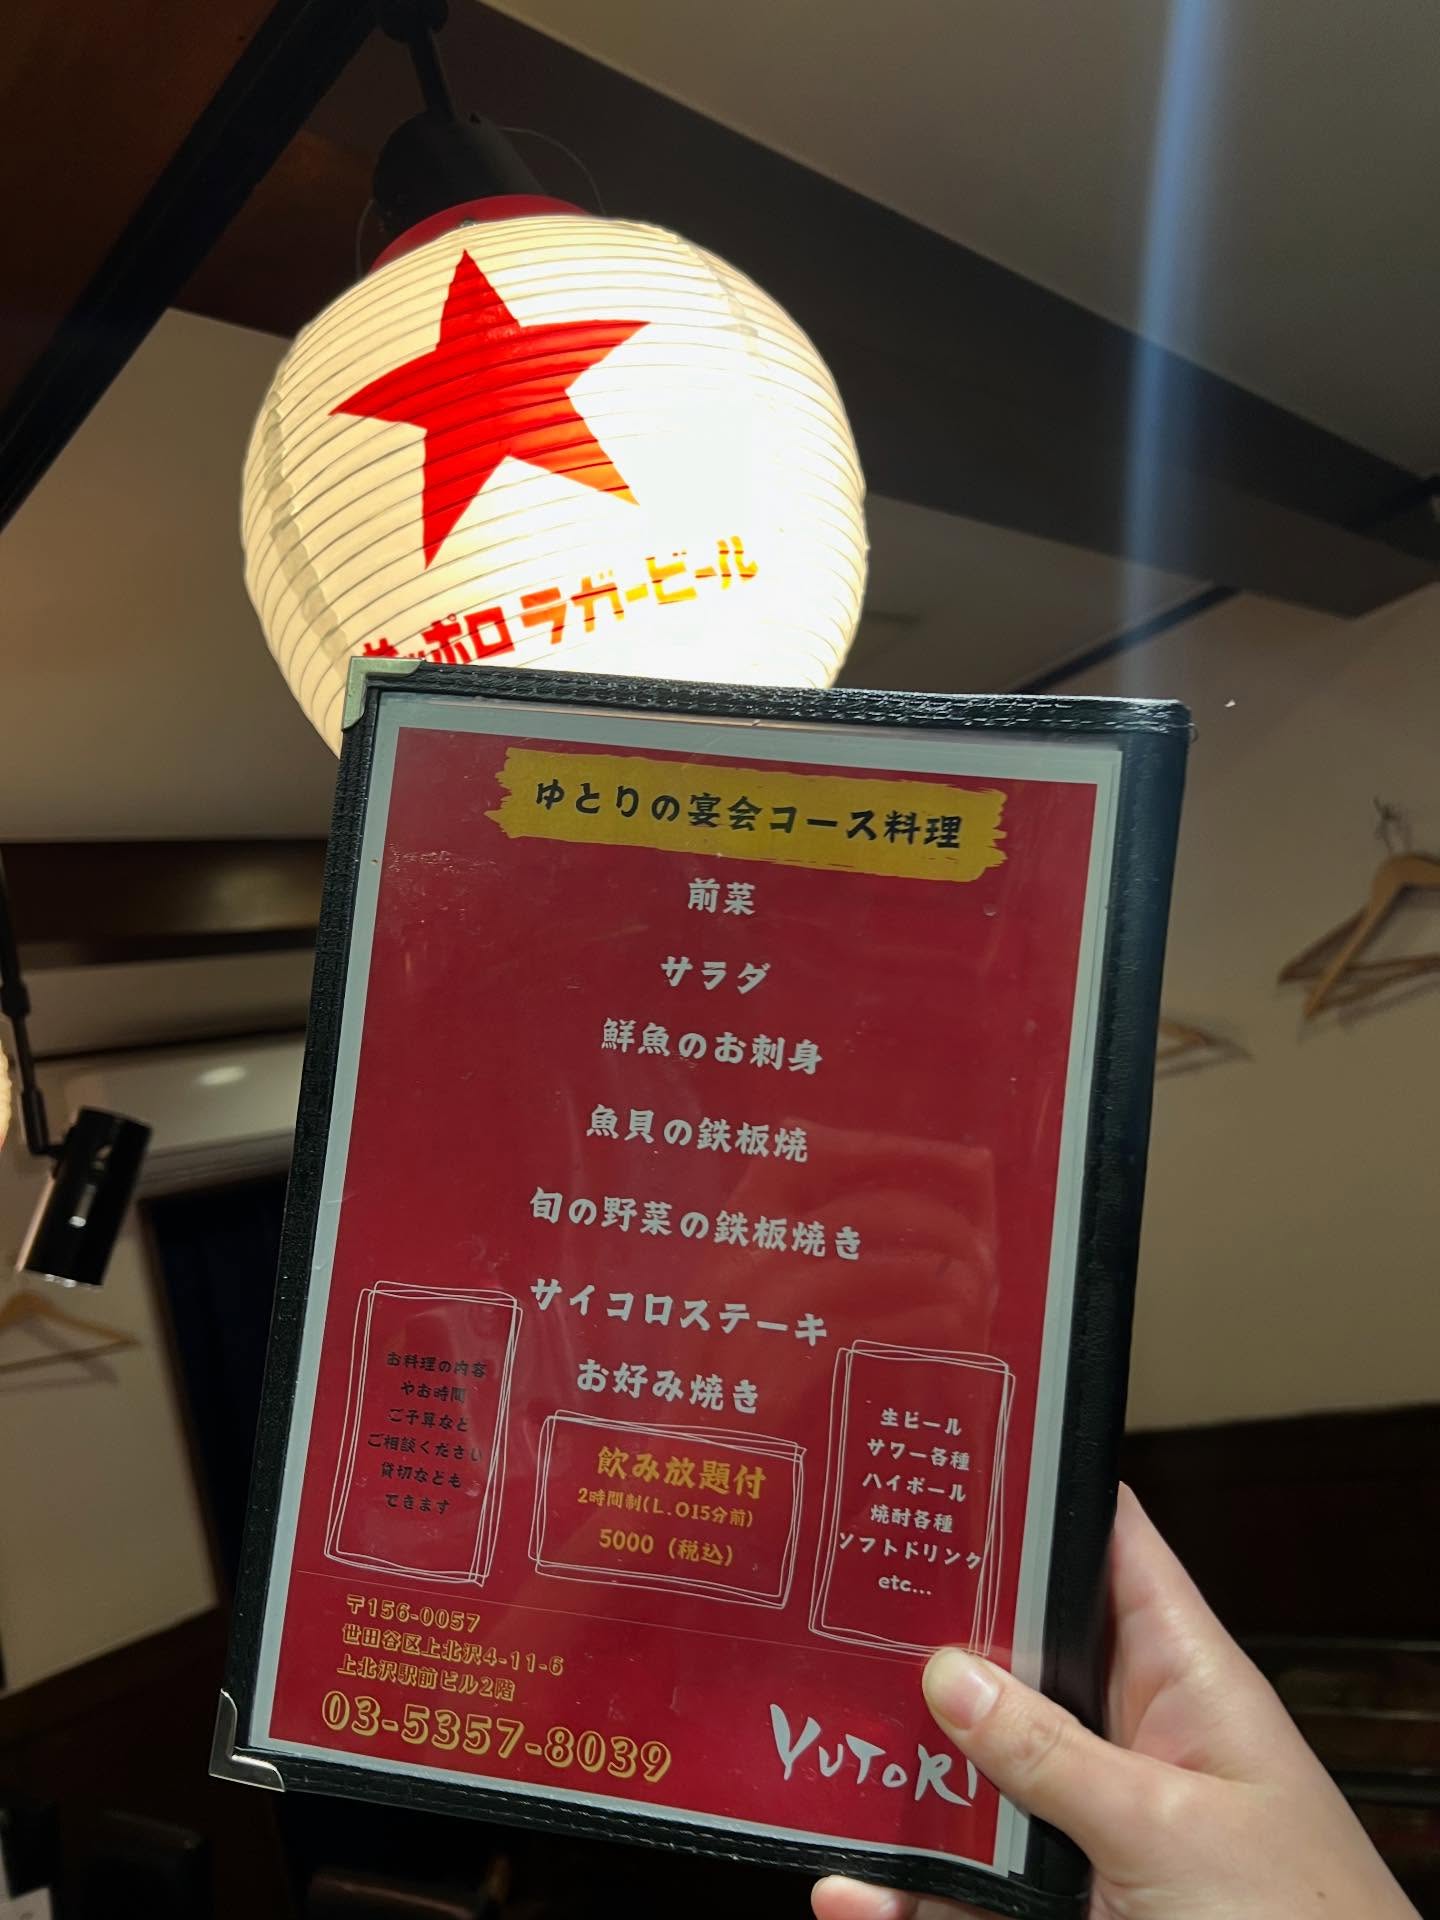 サッポロラガービール
ゆとりの宴会コース料理
前菜
サラダ
鮮魚のお刺身
魚貝の鉄板焼
旬の野菜の鉄板焼き
サイコロステーキ
お好み焼き
お料理の内容
やお時間
ご予算など
ご相談ください
貸切なども
できます
飲み放題付
2時間制(L.O15分前)
5000（税込）
生ビール
サワー各種
ハイボール
焼酎各種
ソフトドリンク
etc...
〒156-0057
世田谷区上北沢4-11-6
上北沢駅前ビル2階
03-5357-8039
YUTORI